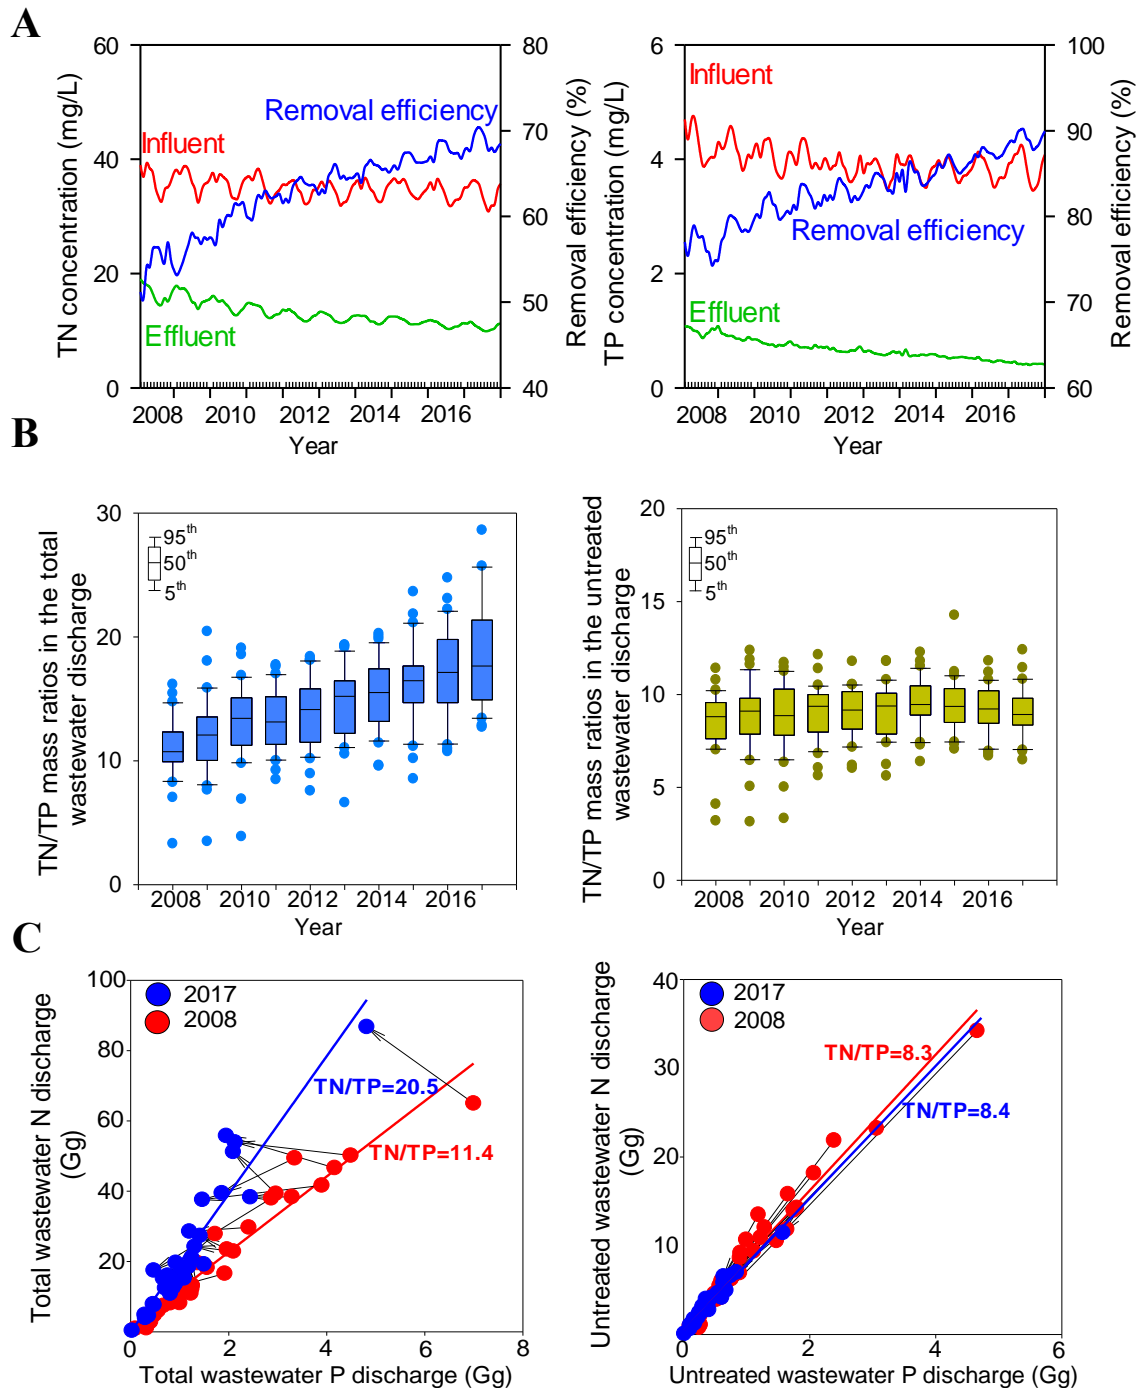 A
TN concentration (mg/L)
60
40
20
0
Influent
Removal efficiency
Effluent
80
70
60
50
40
Removal efficiency (%)
2008 2010 2012 2014 2016
Year
TP concentration (mg/L)
6
4
2
0
Influent
Removal efficiency
Effluent
100
90
80
70
60
Removal efficiency (%)
2008 2010 2012 2014 2016
Year
B
TN/TP mass ratios in the total
wastewater discharge
30
20
10
0
95th
50th
5th
2008 2010 2012 2014 2016
Year
TN/TP mass ratios in the untreated
wastewater discharge
20
15
10
5
0
95th
50th
5th
2008 2010 2012 2014 2016
Year
C
Total wastewater N discharge
(Gg)
100
80
60
40
20
2017
2008
TN/TP=20.5
TN/TP=11.4
0 2 4 6 8
Total wastewater P discharge (Gg)
Untreated wastewater N discharge
(Gg)
40
30
20
10
2017
2008
TN/TP=8.3
TN/TP=8.4
0 2 4 6
Untreated wastewater P discharge (Gg)